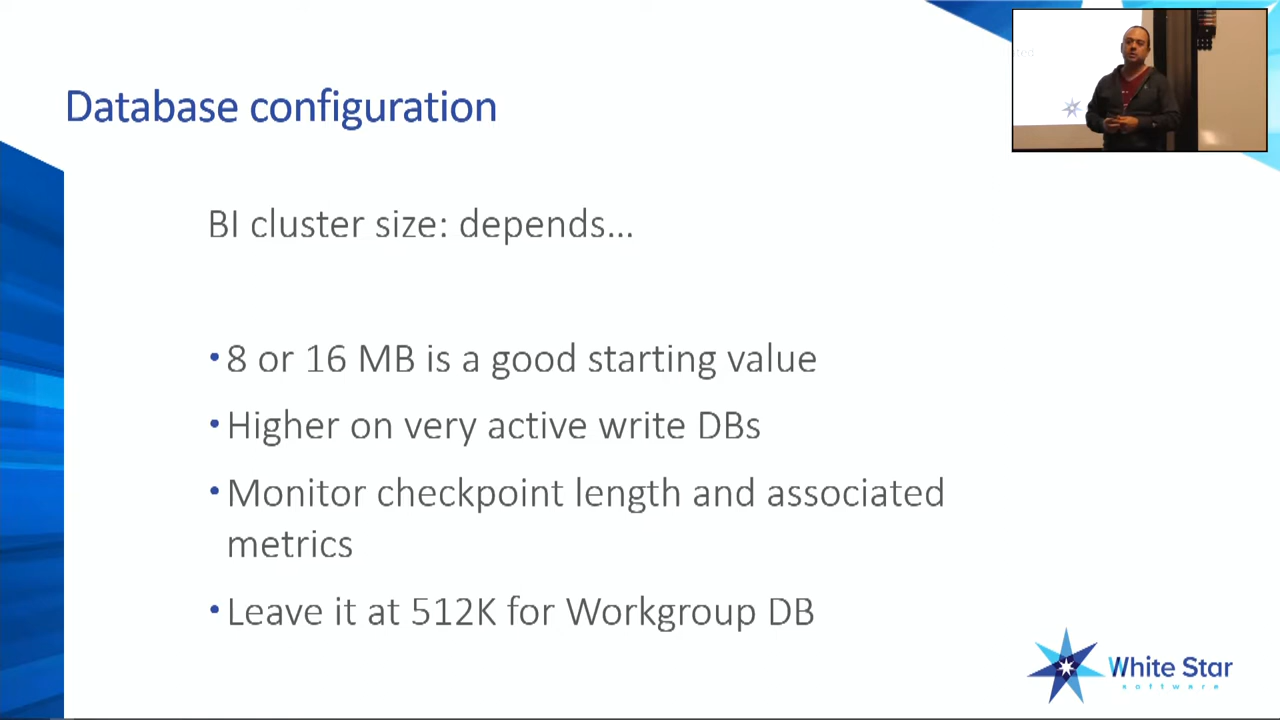 Database configuration
BI cluster size: depends...
•8 or 16 MB is a good starting value
•Higher on very active write DBs
•Monitor checkpoint length and associated
metrics
•Leave it at 512K for Workgroup DB
White Star
software